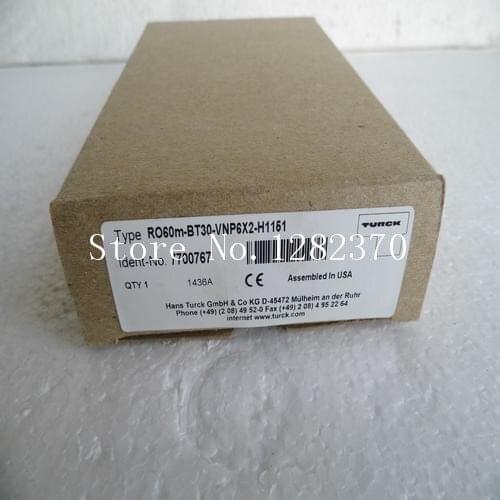 Type RO60m-BT30-VNP6X2-H1151
TURCK
Store No. 1282370
Ident-No. 7700767
QTY 1
1436A
CE
Assembled In USA
Hans Turck GmbH & Co KG D-45472 Mülheim an der Ruhr
Phone (+49) (2 08) 49 52-0 Fax (+49) (2 08) 4 95 22 64
internet www.turck.com